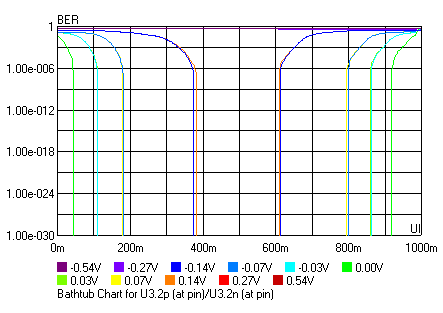 BER
1
1.00e-006
1.00e-012
1.00e-018
1.00e-024
1.00e-030
UI
0m 200m 400m 600m 800m 1000m
-0.54V -0.27V -0.14V -0.07V -0.03V 0.00V
0.03V 0.07V 0.14V 0.27V 0.54V
Bathtub Chart for U3.2p (at pin)/U3.2n (at pin)